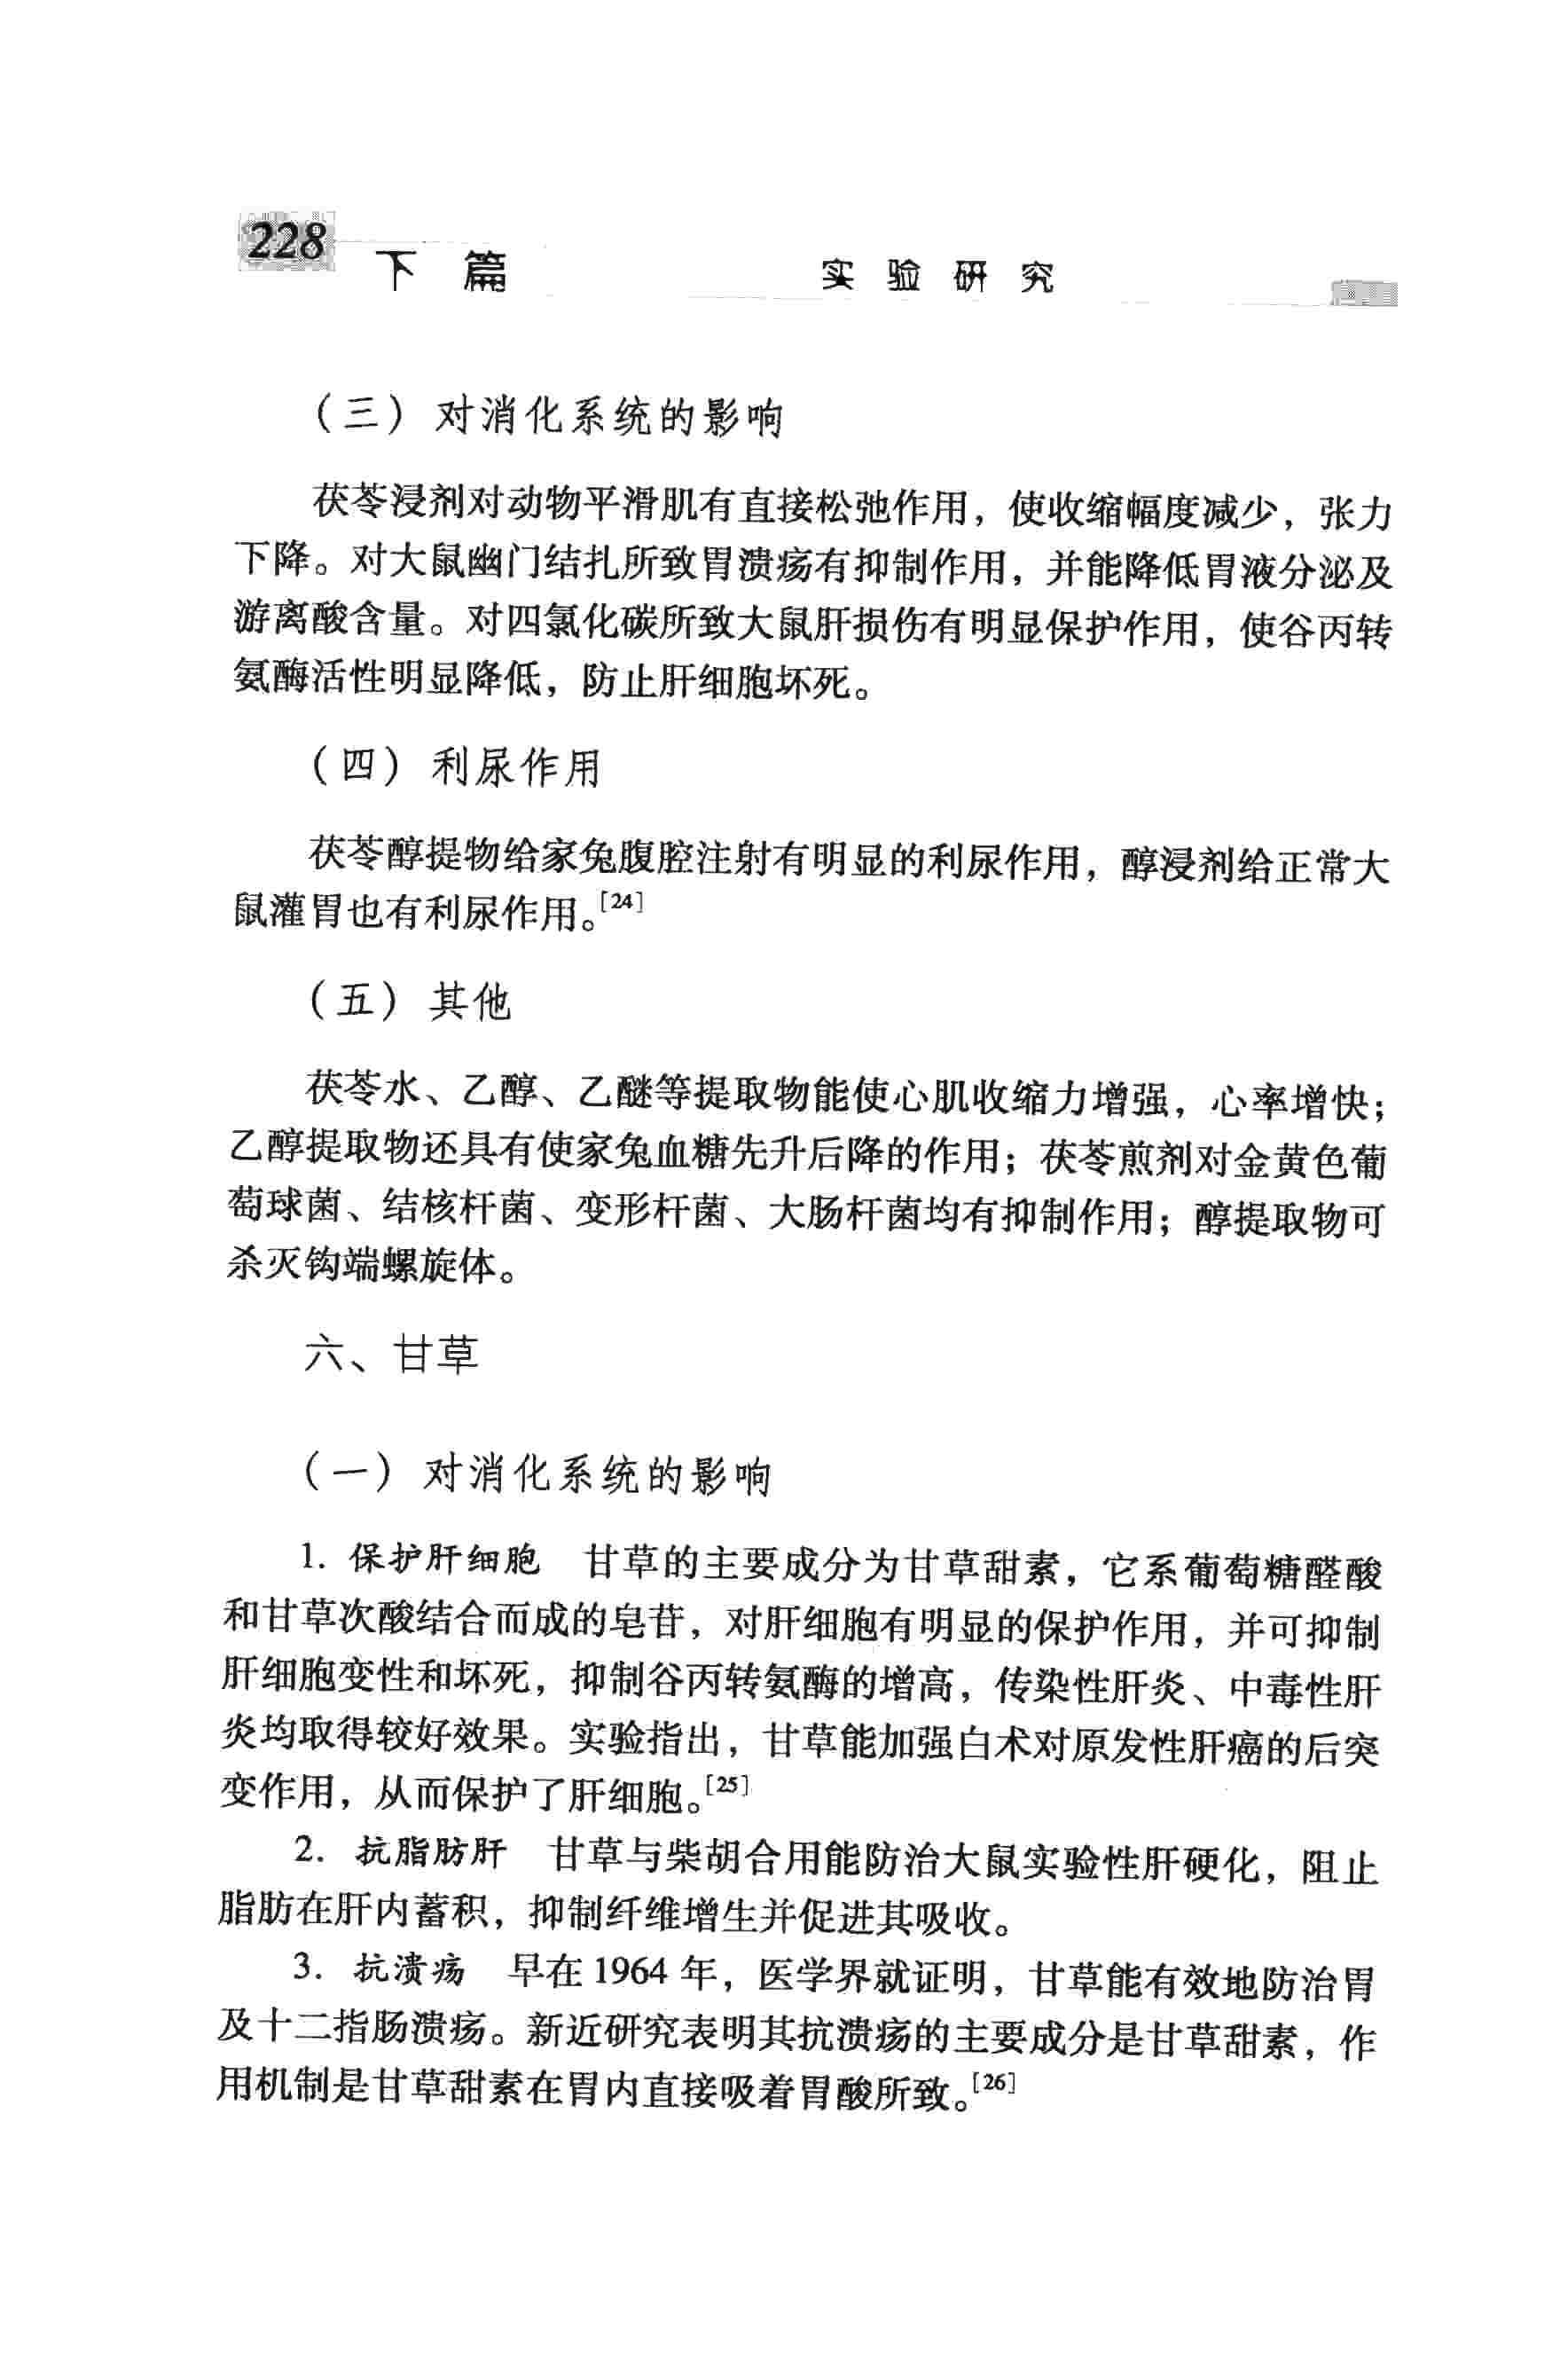 228
下 篇 实 验 研 究
（三） 对消化系统的影响
茯苓浸剂对动物平滑肌有直接松弛作用，使收缩幅度减少，张力
下降。对大鼠幽门结扎所致胃溃疡有抑制作用，并能降低胃液分泌及
游离酸含量。对四氯化碳所致大鼠肝损伤有明显保护作用，使谷丙转
氨酶活性明显降低，防止肝细胞坏死。
（四） 利尿作用
茯苓醇提物给家兔腹腔注射有明显的利尿作用，醇浸剂给正常大
鼠灌胃也有利尿作用。[24]
（五） 其他
茯苓水、乙醇、乙醚等提取物能使心肌收缩力增强，心率增快；
乙醇提取物还具有使家兔血糖先升后降的作用；茯苓煎剂对金黄色葡
萄球菌、结核杆菌、变形杆菌、大肠杆菌均有抑制作用；醇提取物可
杀灭钩端螺旋体。
六、甘草
（一） 对消化系统的影响
1. 保护肝细胞 甘草的主要成分为甘草甜素，它系葡萄糖醛酸
和甘草次酸结合而成的皂苷，对肝细胞有明显的保护作用，并可抑制
肝细胞变性和坏死，抑制谷丙转氨酶的增高，传染性肝炎、中毒性肝
炎均取得较好效果。实验指出，甘草能加强白术对原发性肝癌的后突
变作用，从而保护了肝细胞。[25]
2. 抗脂肪肝 甘草与柴胡合用能防治大鼠实验性肝硬化，阻止
脂肪在肝内蓄积，抑制纤维增生并促进其吸收。
3. 抗溃疡 早在 1964 年，医学界就证明，甘草能有效地防治胃
及十二指肠溃疡。新近研究表明其抗溃疡的主要成分是甘草甜素，作
用机制是甘草甜素在胃内直接吸着胃酸所致。[26]